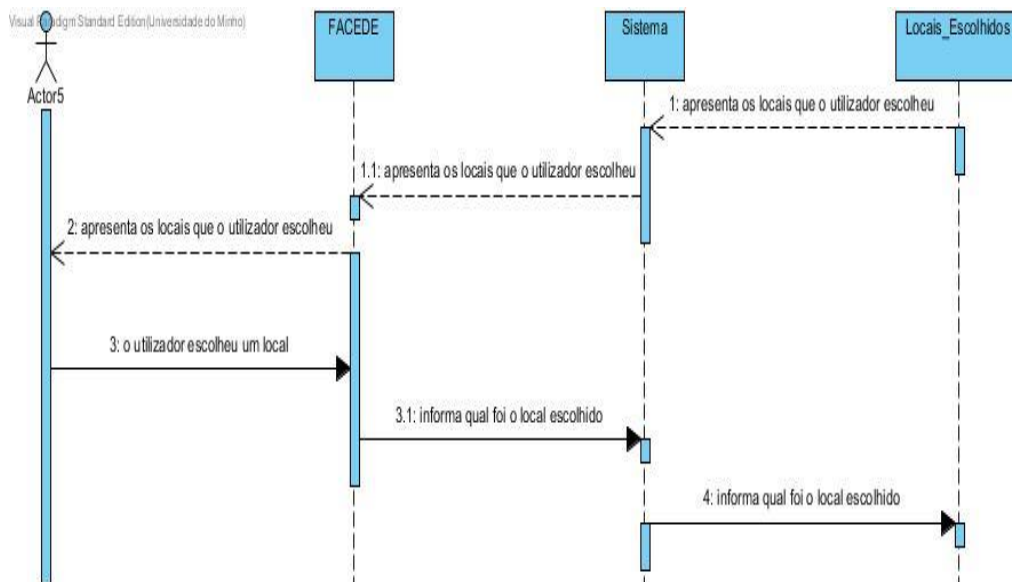 Visual Paradigm Standard Edition(Universidade do Minho)
FACEDE
Sistema
Locais_Escolhidos
Actor5
1: apresenta os locais que o utilizador escolheu
1.1: apresenta os locais que o utilizador escolheu
2: apresenta os locais que o utilizador escolheu
3: o utilizador escolheu um local
3.1: informa qual foi o local escolhido
4: informa qual foi o local escolhido